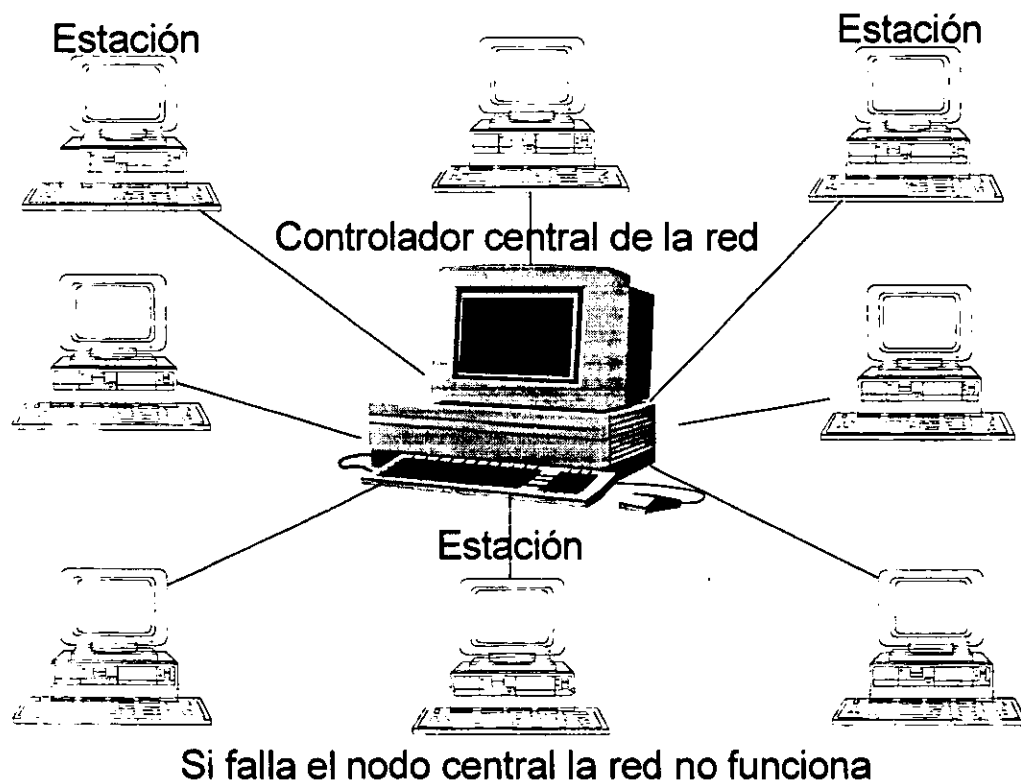 Estación
Estación
Controlador central de la red
Estación
Si falla el nodo central la red no funciona